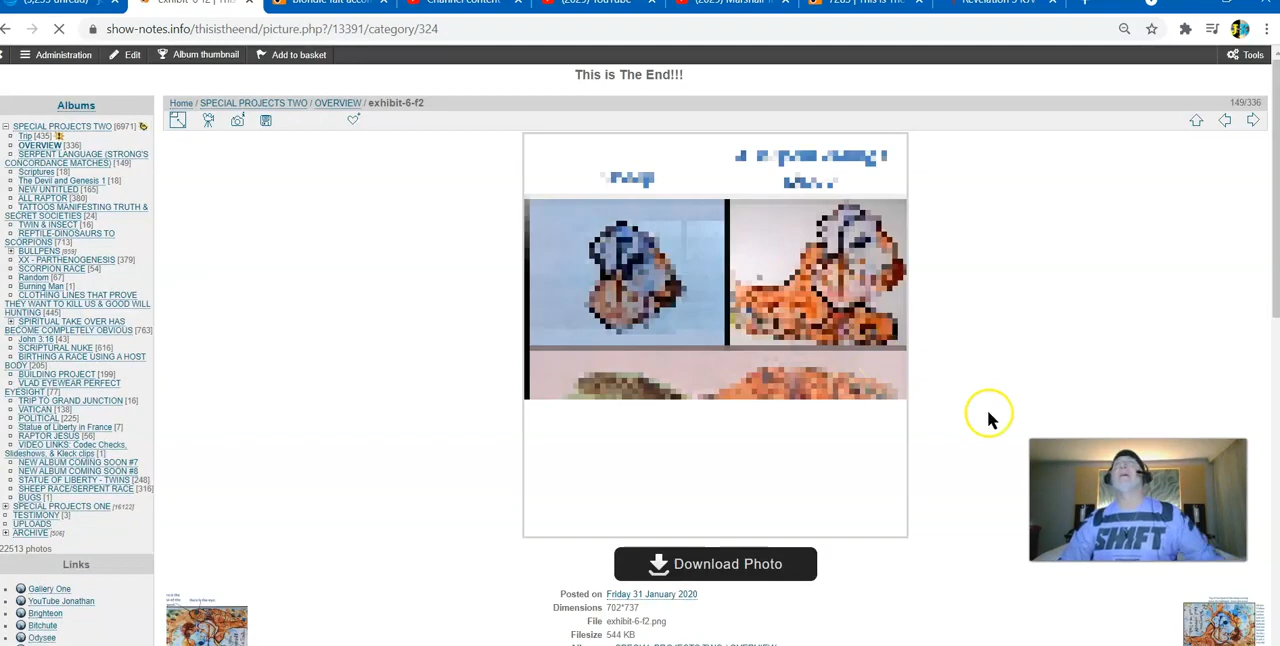 show-notes.info/thisistheend/picture.php?/13391/category/324
Administration Edit Album thumbnail Add to basket Tools
This is The End!!!
Albums
Home / SPECIAL PROJECTS TWO / OVERVIEW / exhibit-6-f2 149/336
SPECIAL PROJECTS TWO [6971]
Trip [435]
OVERVIEW [336]
SERPENT LANGUAGE (STRONG'S
CONCORDANCE MATCHES) [149]
Scriptures [18]
The Devil and Genesis 1 [18]
NEW UNTITLED [165]
ALL RAPTOR [380]
TATTOOS MANIFESTING TRUTH &
SECRET SOCIETIES [24]
TWIN & INSECT [16]
REPTILE-DINOSAURS TO
SCORPIONS [713]
BULLPENS [859]
XX - PARTHENOGENESIS [379]
SCORPION RACE [54]
Random [67]
Burning Man [1]
CLOTHING LINES THAT PROVE
THEY WANT TO KILL US & GOOD WILL
HUNTING [445]
SPIRITUAL TAKE OVER HAS
BECOME COMPLETELY OBVIOUS [763]
John 3:16 [43]
SCRIPTURAL NUKE [616]
BIRTHING A RACE USING A HOST
BODY [205]
BUILDING PROJECT [199]
VLAD EYEWEAR PERFECT
EYESIGHT [77]
TRIP TO GRAND JUNCTION [16]
VATICAN [138]
POLITICAL [225]
Statue of Liberty in France [7]
RAPTOR JESUS [56]
VIDEO LINKS: Codec Checks,
Slideshows, & Kleck clips [1]
NEW ALBUM COMING SOON #7
NEW ALBUM COMING SOON #8
STATUE OF LIBERTY - TWINS [248]
SHEEP RACE/SERPENT RACE [316]
BUGS [1]
SPECIAL PROJECTS ONE [16122]
TESTIMONY [3]
UPLOADS
ARCHIVE [506]
22513 photos
Links
Gallery One
YouTube Jonathan
Brighteon
Bitchute
Odysee
SHIFT
Download Photo
Posted on Friday 31 January 2020
Dimensions 702*737
File exhibit-6-f2.png
Filesize 544 KB